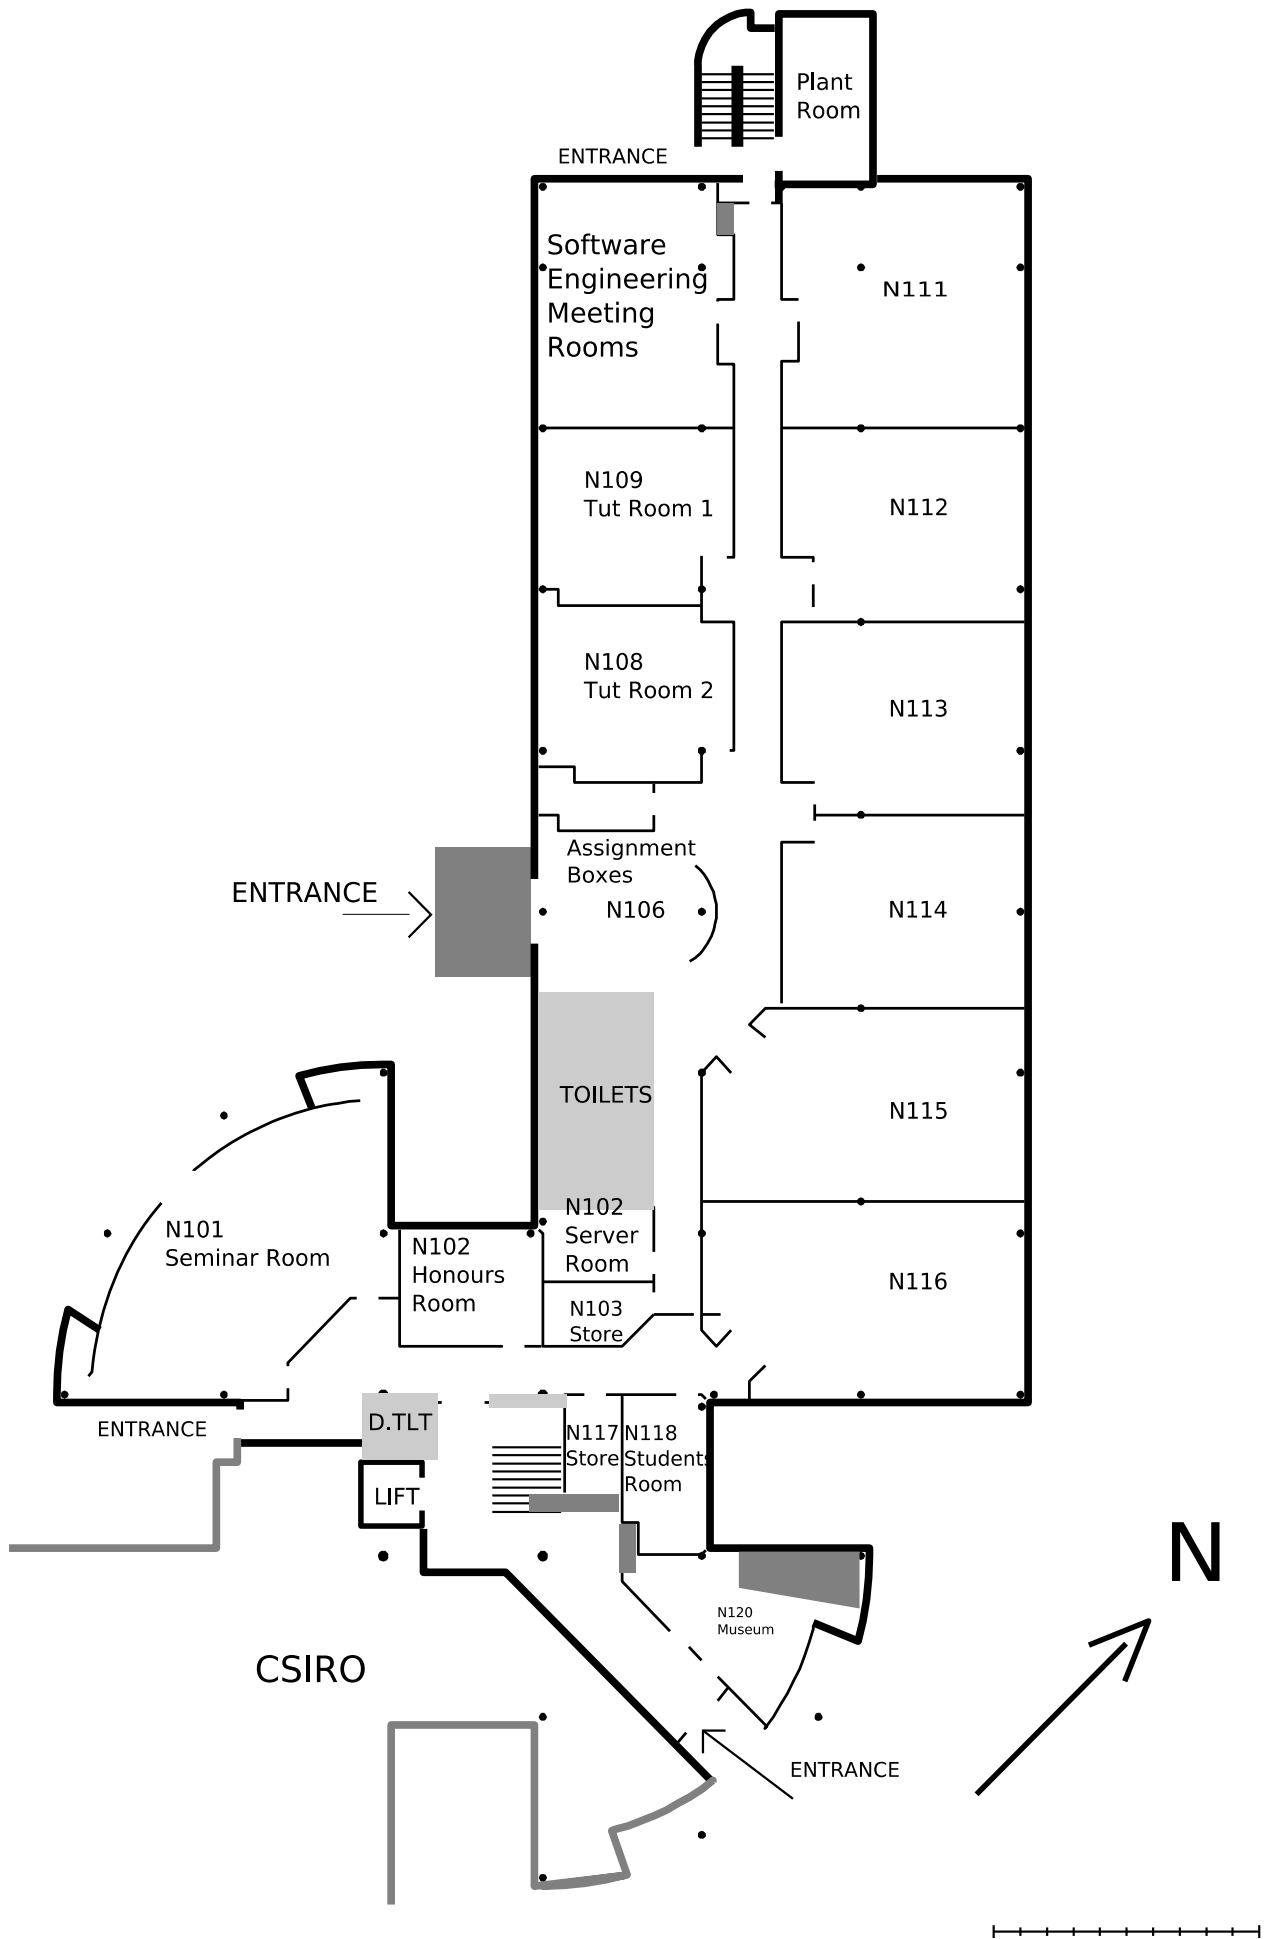 Plant
Room
ENTRANCE
Software
Engineering
Meeting
Rooms
N111
N109
Tut Room 1
N112
N108
Tut Room 2
N113
Assignment
Boxes
N106
ENTRANCE
N114
TOILETS
N115
N101
Seminar Room
N102
Honours
Room
N102
Server
Room
N103
Store
N116
ENTRANCE
D.TLT
N117
Store
N118
Students
Room
LIFT
N
N120
Museum
CSIRO
ENTRANCE